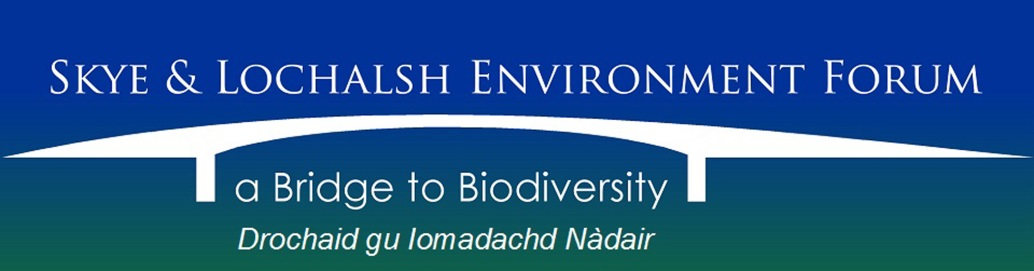 Skye & Lochalsh Environment Forum
a Bridge to Biodiversity
Drochaid gu Iomadachd Nàdair